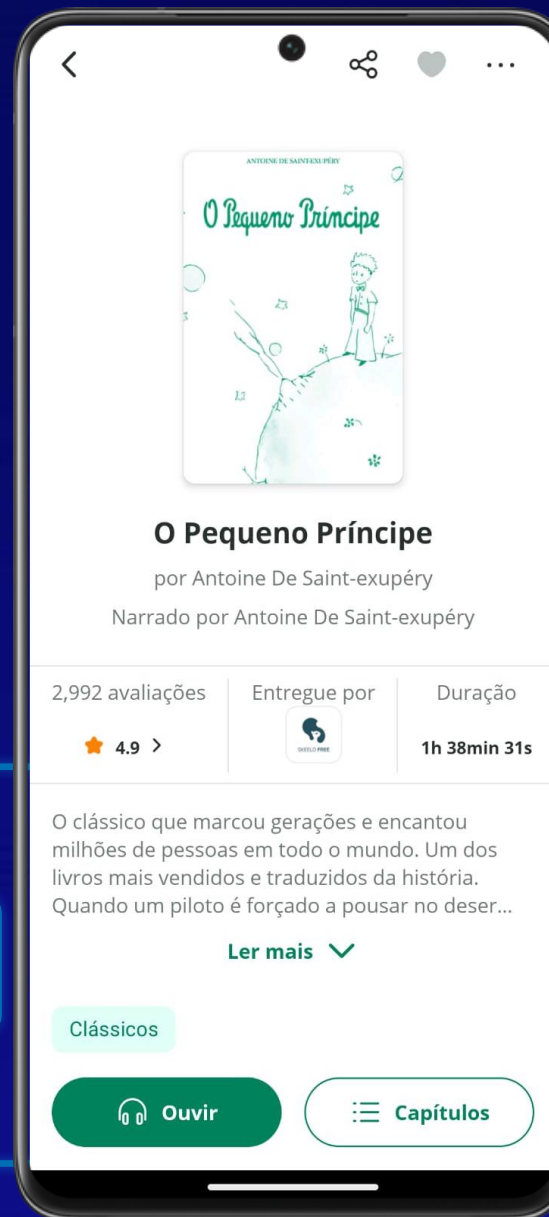 ANTOINE DE SAINT-EXUPÉRY
O Pequeno Príncipe
O Pequeno Príncipe
por Antoine De Saint-exupéry
Narrado por Antoine De Saint-exupéry
2,992 avaliações
Entregue por
Duração
4.9
SKEELO FREE
1h 38min 31s
O clássico que marcou gerações e encantou
milhões de pessoas em todo o mundo. Um dos
livros mais vendidos e traduzidos da história.
Quando um piloto é forçado a pousar no deser...
Ler mais
Clássicos
Ouvir
Capítulos